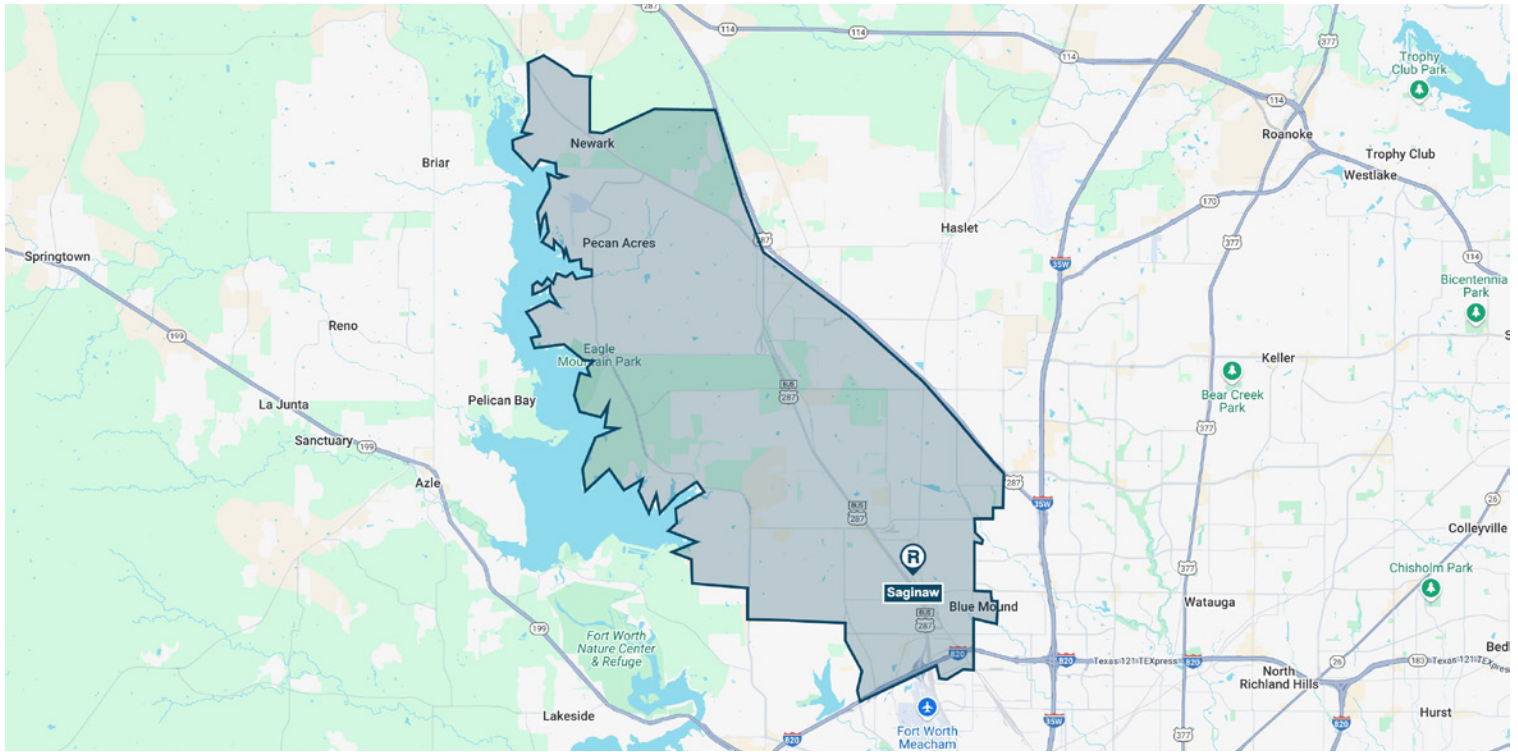 287
114
114
377
Trophy
Club Park
114
114
Roanoke
Newark
Briar
Trophy Club
Westlake
170
Haslet
377
287
Pecan Acres
Springtown
114
35W
Bicentennia
Park
199
Reno
Eagle
Mountain Park
S
Keller
BUS
287
Bear Creek
Park
La Junta
Pelican Bay
377
Sanctuary
199
Azle
287
35W
26
BUS
287
Colleyville
R
377
Chisholm Park
Saginaw
Blue Mound
Watauga
BUS
287
199
Fort Worth
Nature Center
& Refuge
820
820
Texas 121 TEXpress
820
26
183
Texas 121 TEXpress
Bed
North
Richland Hills
Lakeside
Fort Worth
Meacham
35W
377
820
820
Hurst